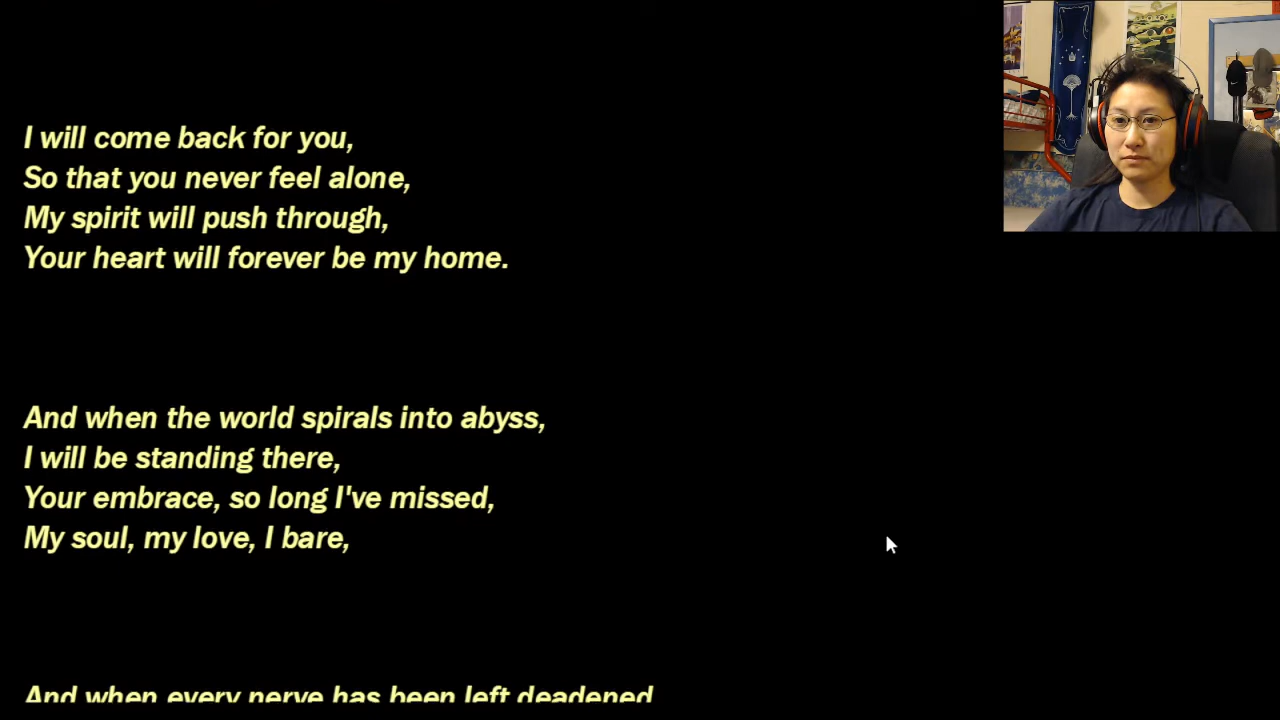 I will come back for you,
So that you never feel alone,
My spirit will push through,
Your heart will forever be my home.
And when the world spirals into abyss,
I will be standing there,
Your embrace, so long I've missed,
My soul, my love, I bare,
And when every nerve has been left deadened